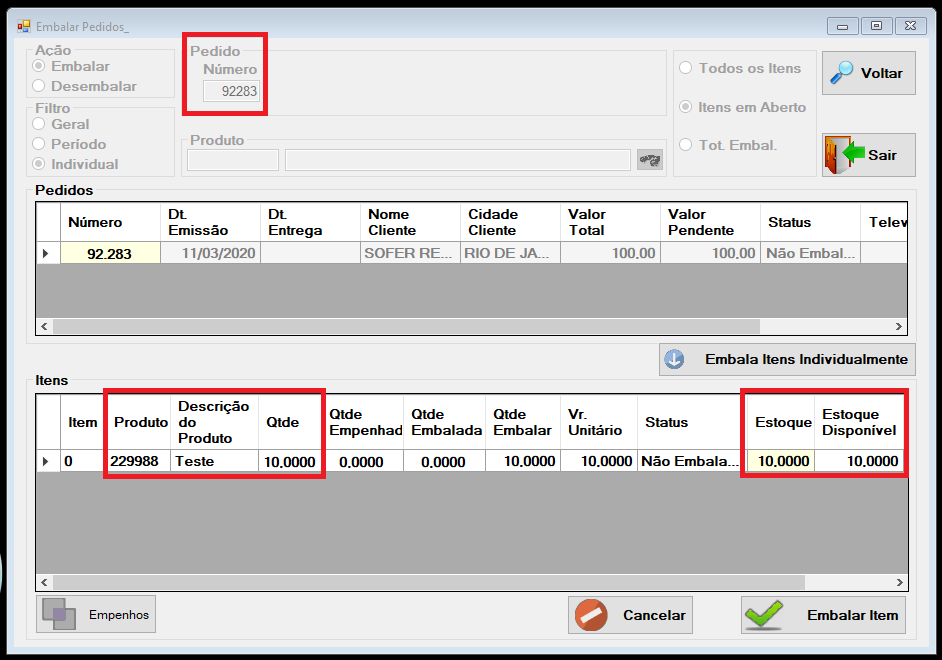 Embalar Pedidos_
Ação
Embalar
Desembalar
Filtro
Geral
Período
Individual
Pedido
Número
92283
Produto
Todos os Itens
Itens em Aberto
Tot. Embal.
Voltar
Sair
Pedidos
Número Dt. Emissão Dt. Entrega Nome Cliente Cidade Cliente Valor Total Valor Pendente Status Telev
92.283 11/03/2020 SOFER RE... RIO DE JA... 100,00 100,00 Não Embal...
Embala Itens Individualmente
Itens
Item Produto Descrição do Produto Qtde Qtde Empenhad Qtde Embalada Qtde Embalar Vr. Unitário Status Estoque Estoque Disponível
0 229988 Teste 10.0000 0.0000 0.0000 10.0000 10.0000 Não Embala... 10.0000 10.0000
Empenhos
Cancelar
Embalar Item